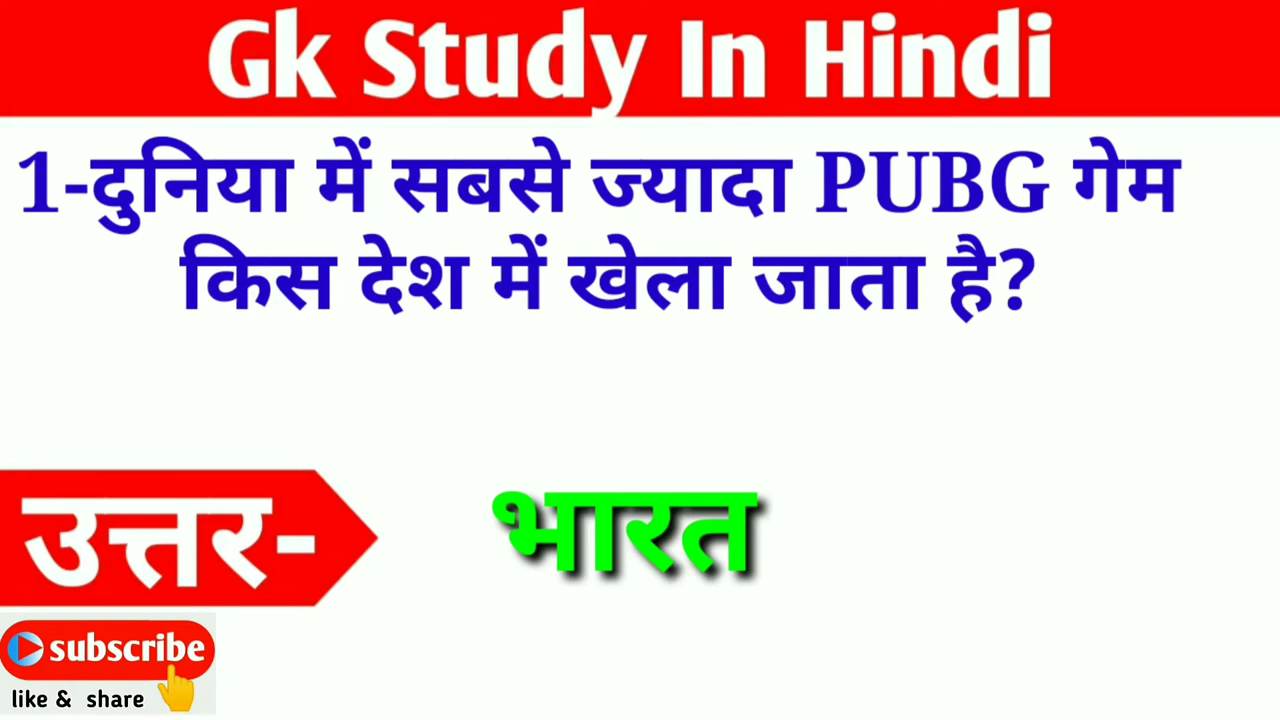 Gk Study In Hindi
1-दुनिया में सबसे ज्यादा PUBG गेम
किस देश में खेला जाता है?
उत्तर-
भारत
subscribe
like & share